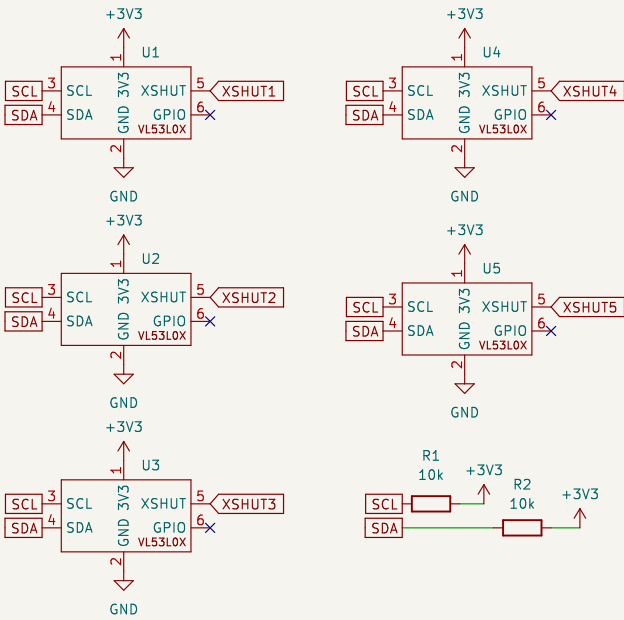 +3V3
U1
1
SCL 3 SCL 3V3 XSHUT 5 XSHUT1
SDA 4 SDA GND GPIO 6
VL53L0X
2
GND
+3V3
U4
1
SCL 3 SCL 3V3 XSHUT 5 XSHUT4
SDA 4 SDA GND GPIO 6
VL53L0X
2
GND
+3V3
U2
1
SCL 3 SCL 3V3 XSHUT 5 XSHUT2
SDA 4 SDA GND GPIO 6
VL53L0X
2
GND
+3V3
U5
1
SCL 3 SCL 3V3 XSHUT 5 XSHUT5
SDA 4 SDA GND GPIO 6
VL53L0X
2
GND
+3V3
U3
1
SCL 3 SCL 3V3 XSHUT 5 XSHUT3
SDA 4 SDA GND GPIO 6
VL53L0X
2
GND
R1
10k
+3V3
SCL
R2
10k
+3V3
SDA